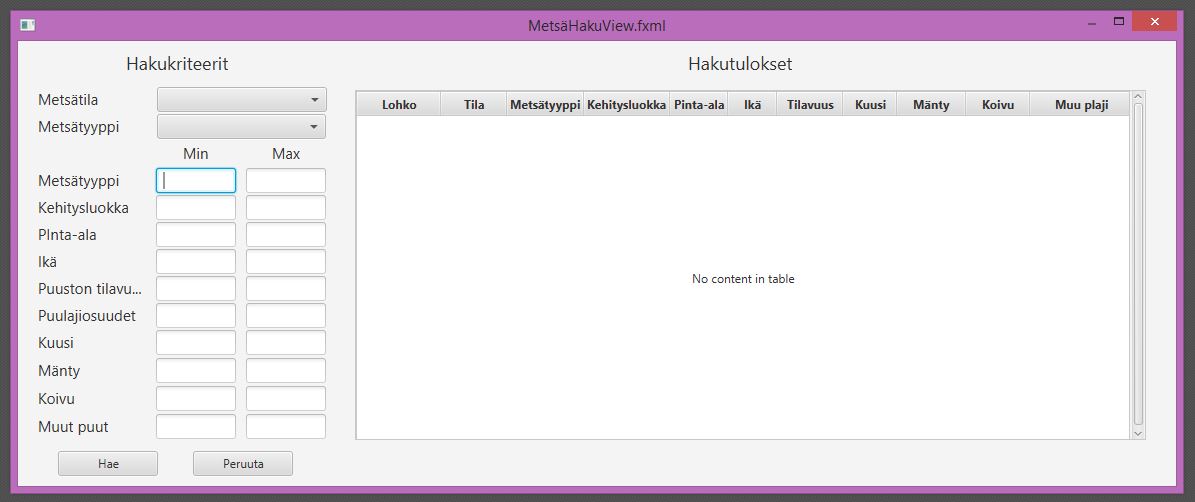 MetsäHakuView.fxml
Hakukriteerit
Metsätila
Metsätyyppi
Min Max
Metsätyyppi
Kehitysluokka
PInta-ala
Ikä
Puuston tilavu...
Puulajiosuudet
Kuusi
Mänty
Koivu
Muut puut
Hae Peruuta
Hakutulokset
Lohko Tila Metsätyyppi Kehitysluokka Pinta-ala Ikä Tilavuus Kuusi Mänty Koivu Muu plaji
No content in table